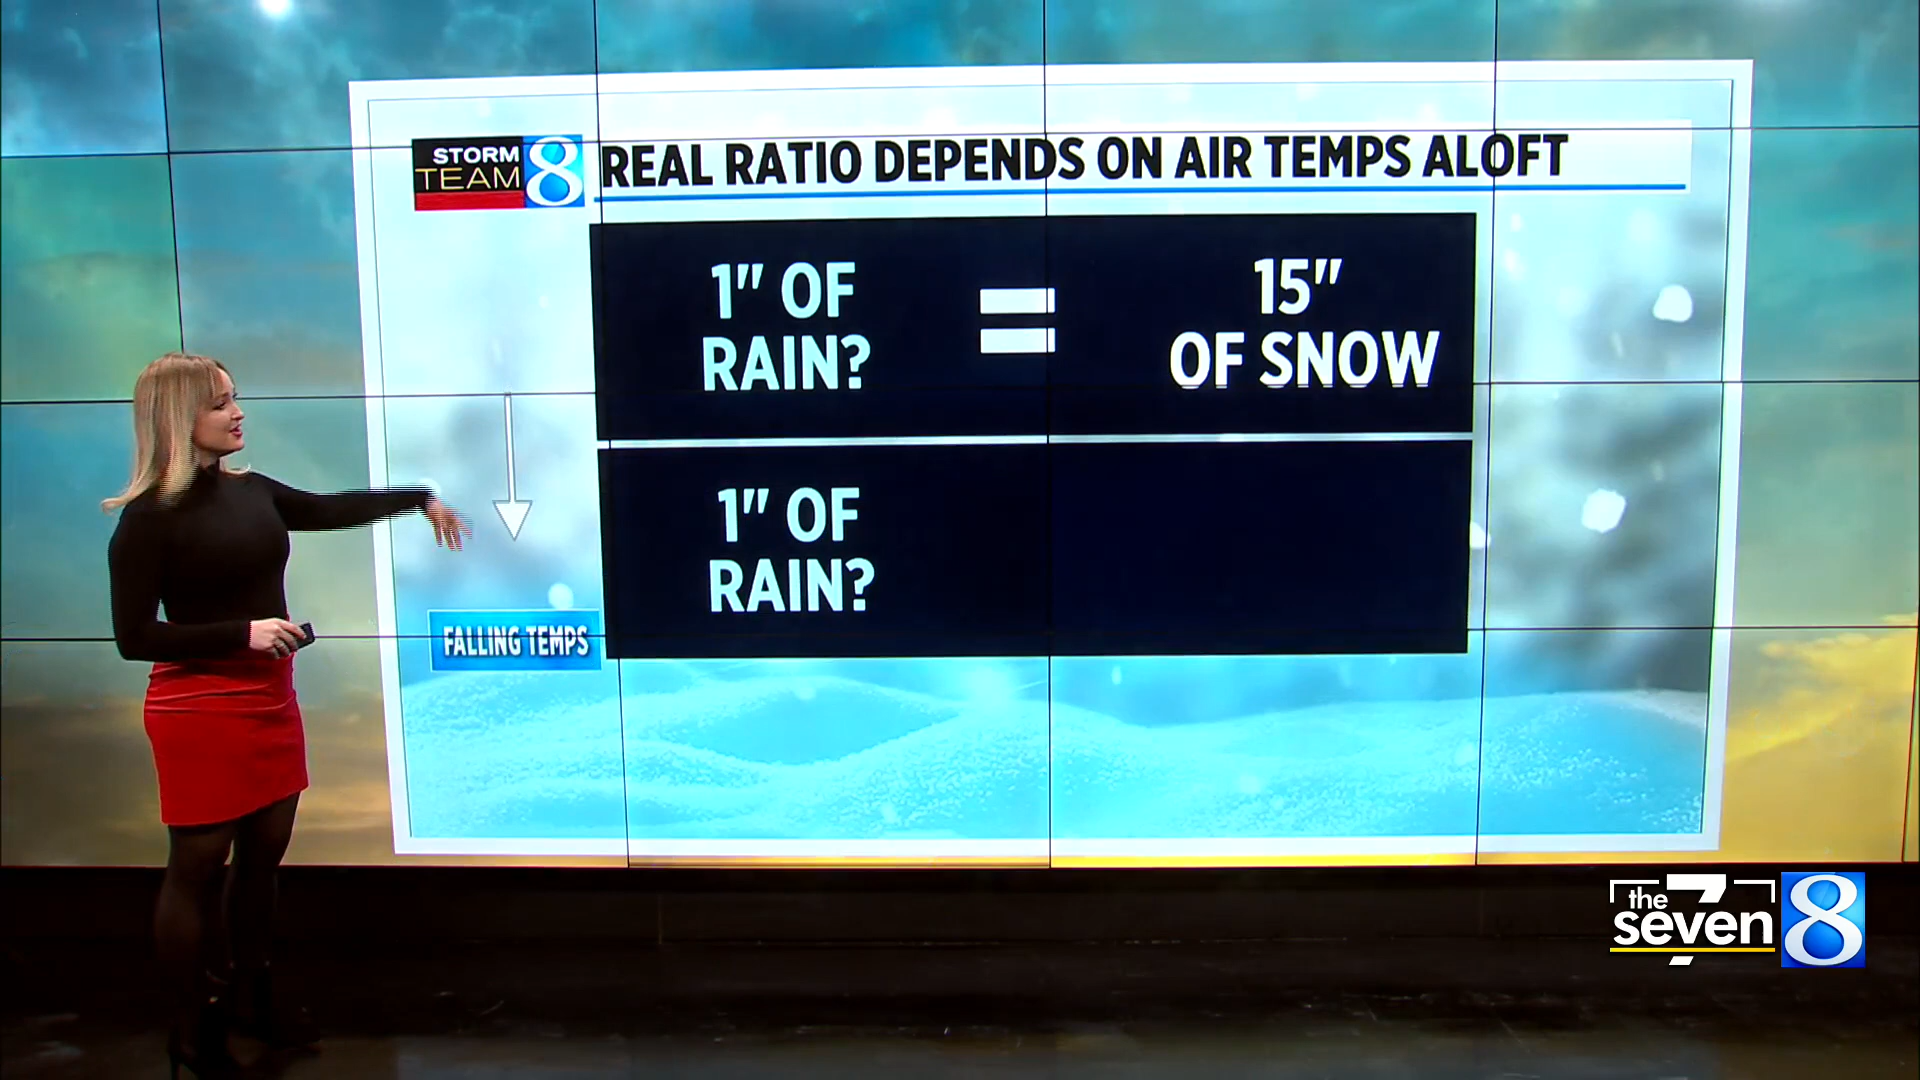 STORM
TEAM 8
REAL RATIO DEPENDS ON AIR TEMPS ALOFT
1" OF
RAIN?
=
15"
OF SNOW
1" OF
RAIN?
FALLING TEMPS
the
7
seven
8